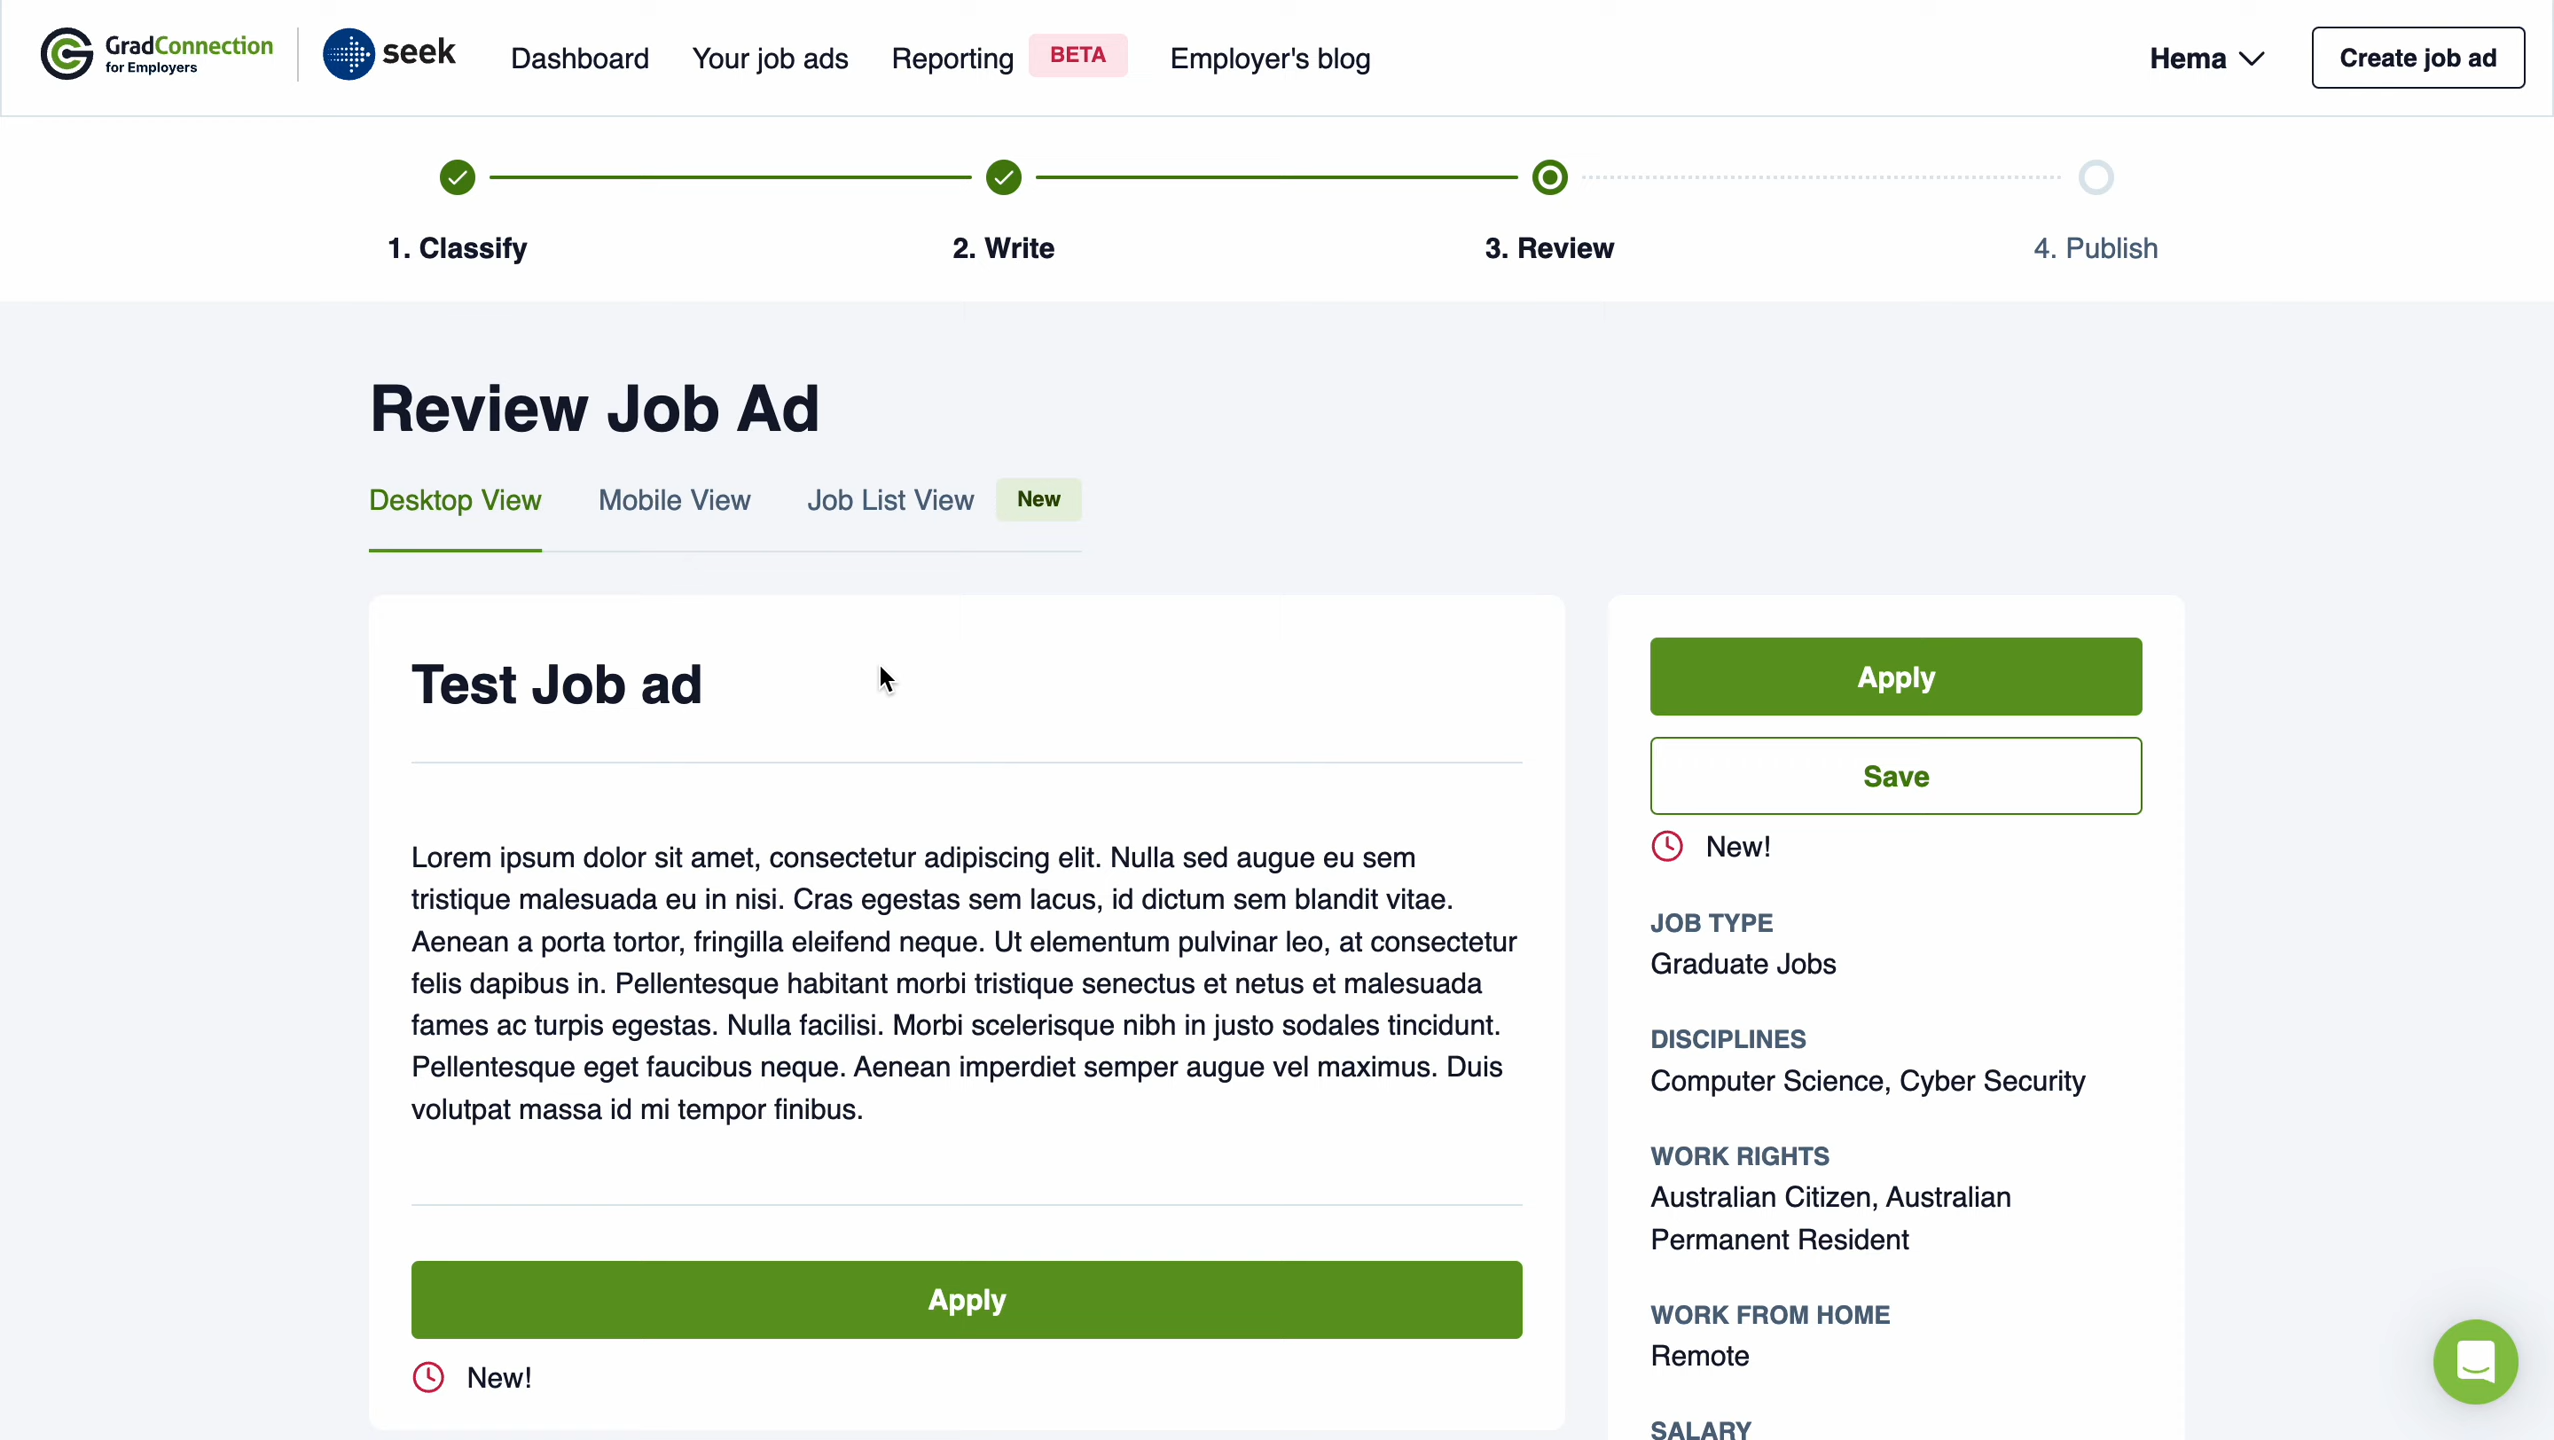 GradConnection
for Employers
seek
Dashboard
Your job ads
Reporting
BETA
Employer's blog
Hema
Create job ad
1. Classify
2. Write
3. Review
4. Publish
Review Job Ad
Desktop View
Mobile View
Job List View
New
Test Job ad
Lorem ipsum dolor sit amet, consectetur adipiscing elit. Nulla sed augue eu sem
tristique malesuada eu in nisi. Cras egestas sem lacus, id dictum sem blandit vitae.
Aenean a porta tortor, fringilla eleifend neque. Ut elementum pulvinar leo, at consectetur
felis dapibus in. Pellentesque habitant morbi tristique senectus et netus et malesuada
fames ac turpis egestas. Nulla facilisi. Morbi scelerisque nibh in justo sodales tincidunt.
Pellentesque eget faucibus neque. Aenean imperdiet semper augue vel maximus. Duis
volutpat massa id mi tempor finibus.
Apply
New!
Apply
Save
New!
JOB TYPE
Graduate Jobs
DISCIPLINES
Computer Science, Cyber Security
WORK RIGHTS
Australian Citizen, Australian
Permanent Resident
WORK FROM HOME
Remote
SALARY